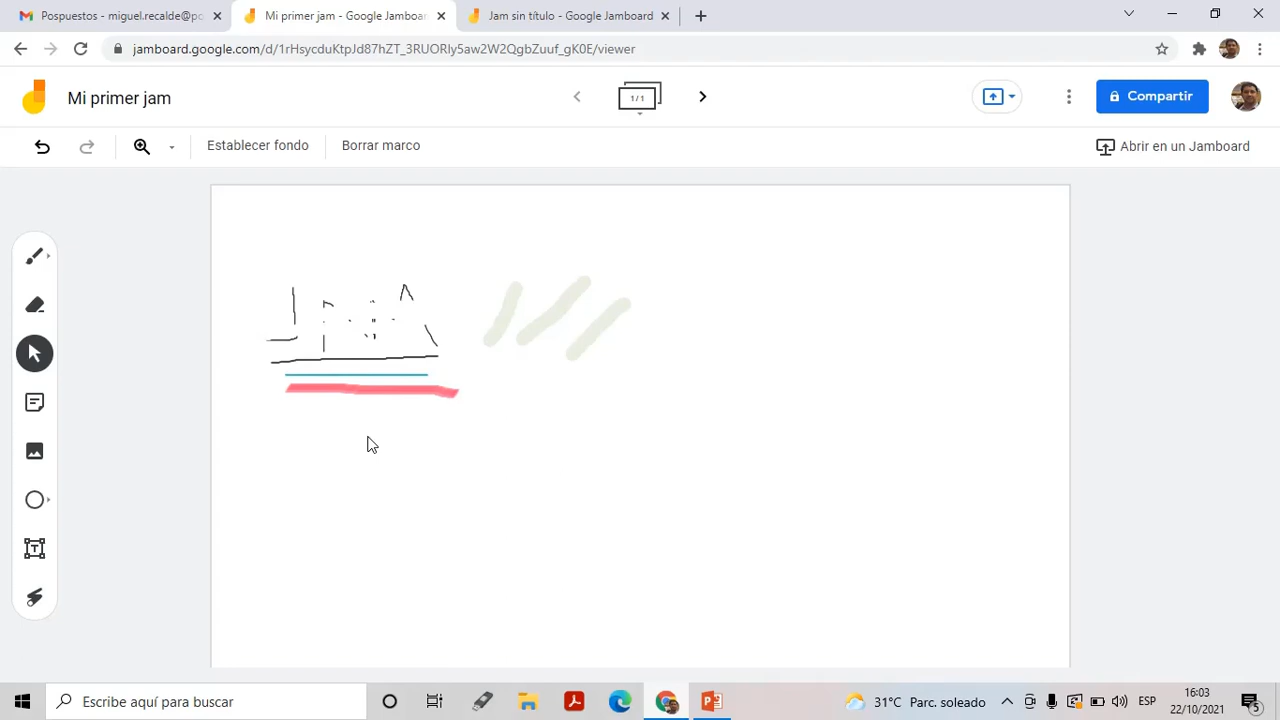 Pospuestos - miguel.recalde@po
Mi primer jam - Google Jamboar
Jam sin título - Google Jamboard
jamboard.google.com/d/1rHsycduKtpJd87hZT_3RUORly5aw2W2QgbZuuf_gK0E/viewer
Mi primer jam
1 / 1
Compartir
Establecer fondo
Borrar marco
Abrir en un Jamboard
Escribe aquí para buscar
31°C Parc. soleado
ESP
16:03
22/10/2021
5